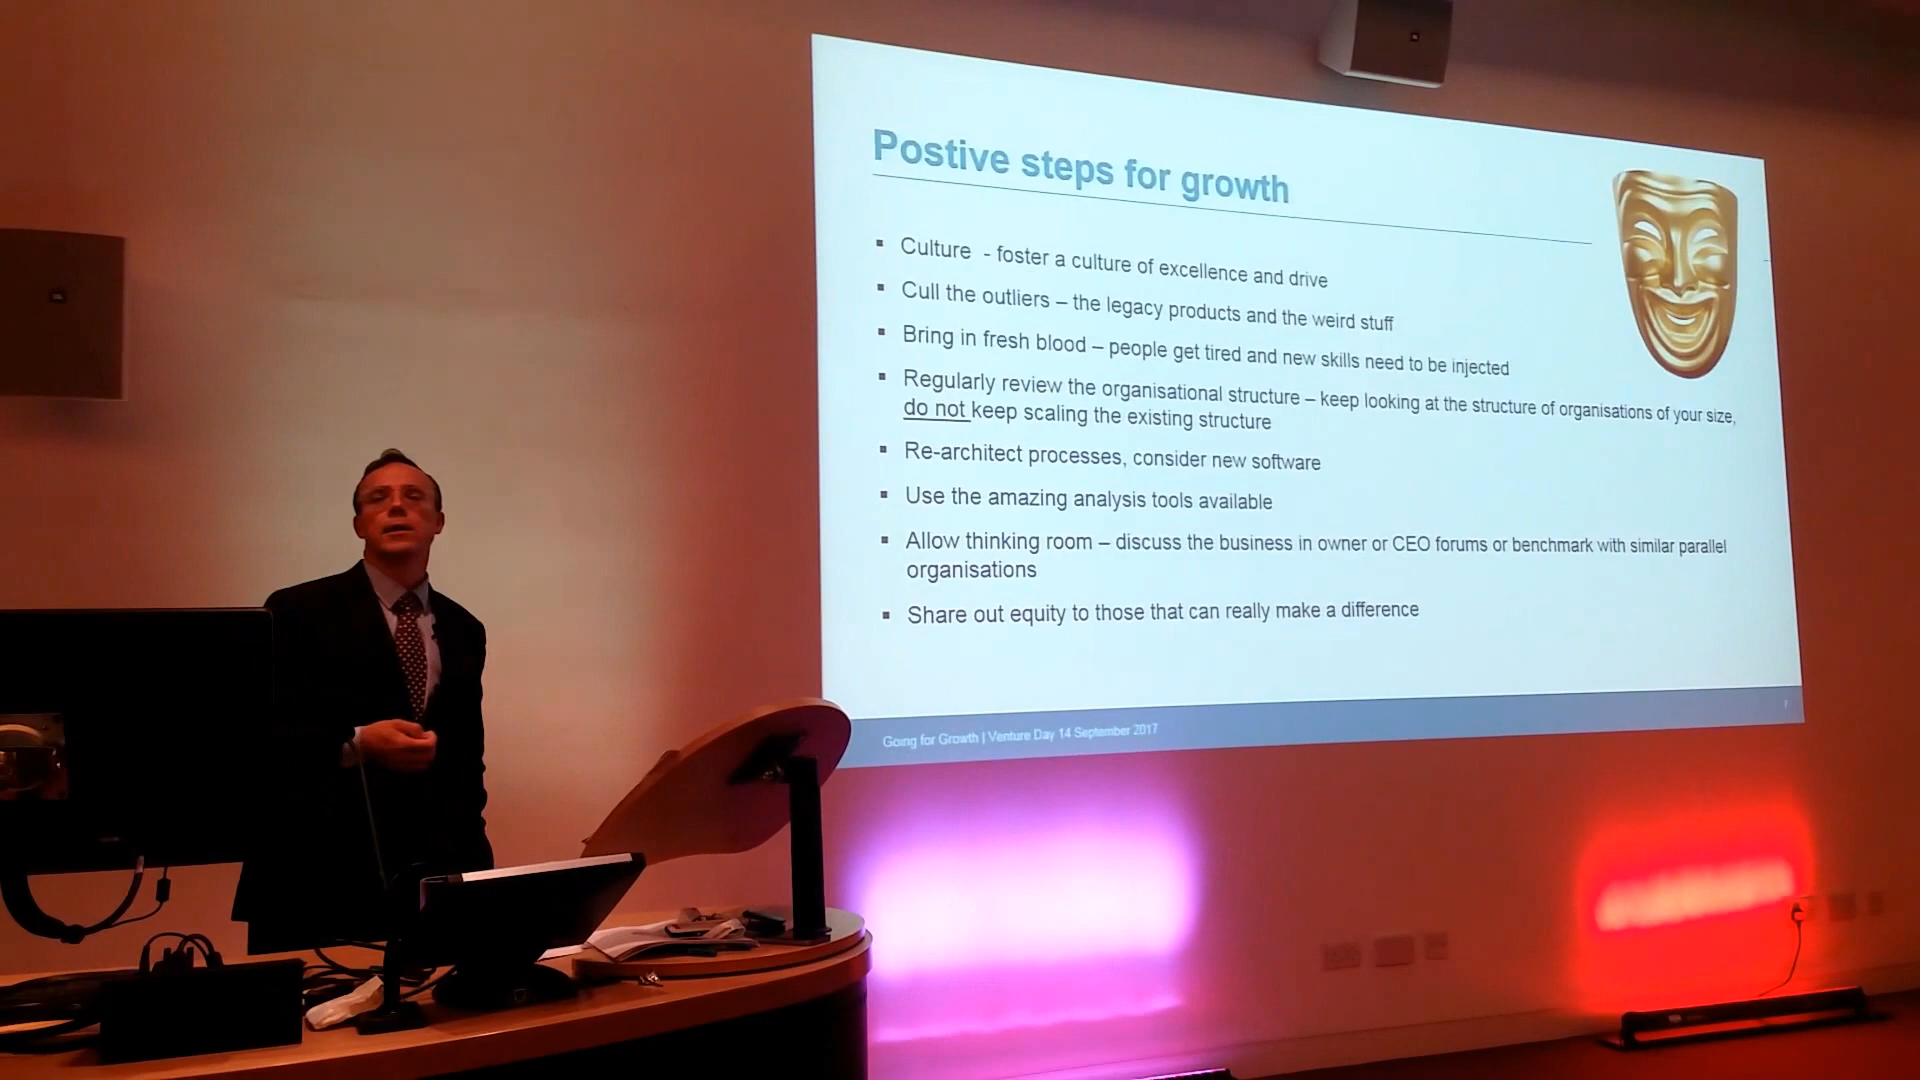 Postive steps for growth
Culture - foster a culture of excellence and drive
Cull the outliers – the legacy products and the weird stuff
Bring in fresh blood – people get tired and new skills need to be injected
Regularly review the organisational structure – keep looking at the structure of organisations of your size,
do not keep scaling the existing structure
Re-architect processes, consider new software
Use the amazing analysis tools available
Allow thinking room – discuss the business in owner or CEO forums or benchmark with similar parallel
organisations
Share out equity to those that can really make a difference
Going for Growth | Venture Day 14 September 2017